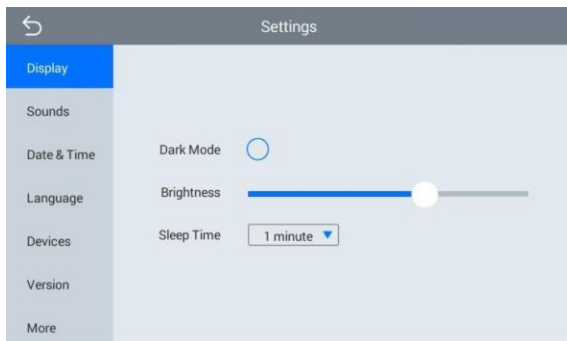 Settings
Display
Sounds
Date & Time
Language
Devices
Version
More
Dark Mode
Brightness
Sleep Time
1 minute